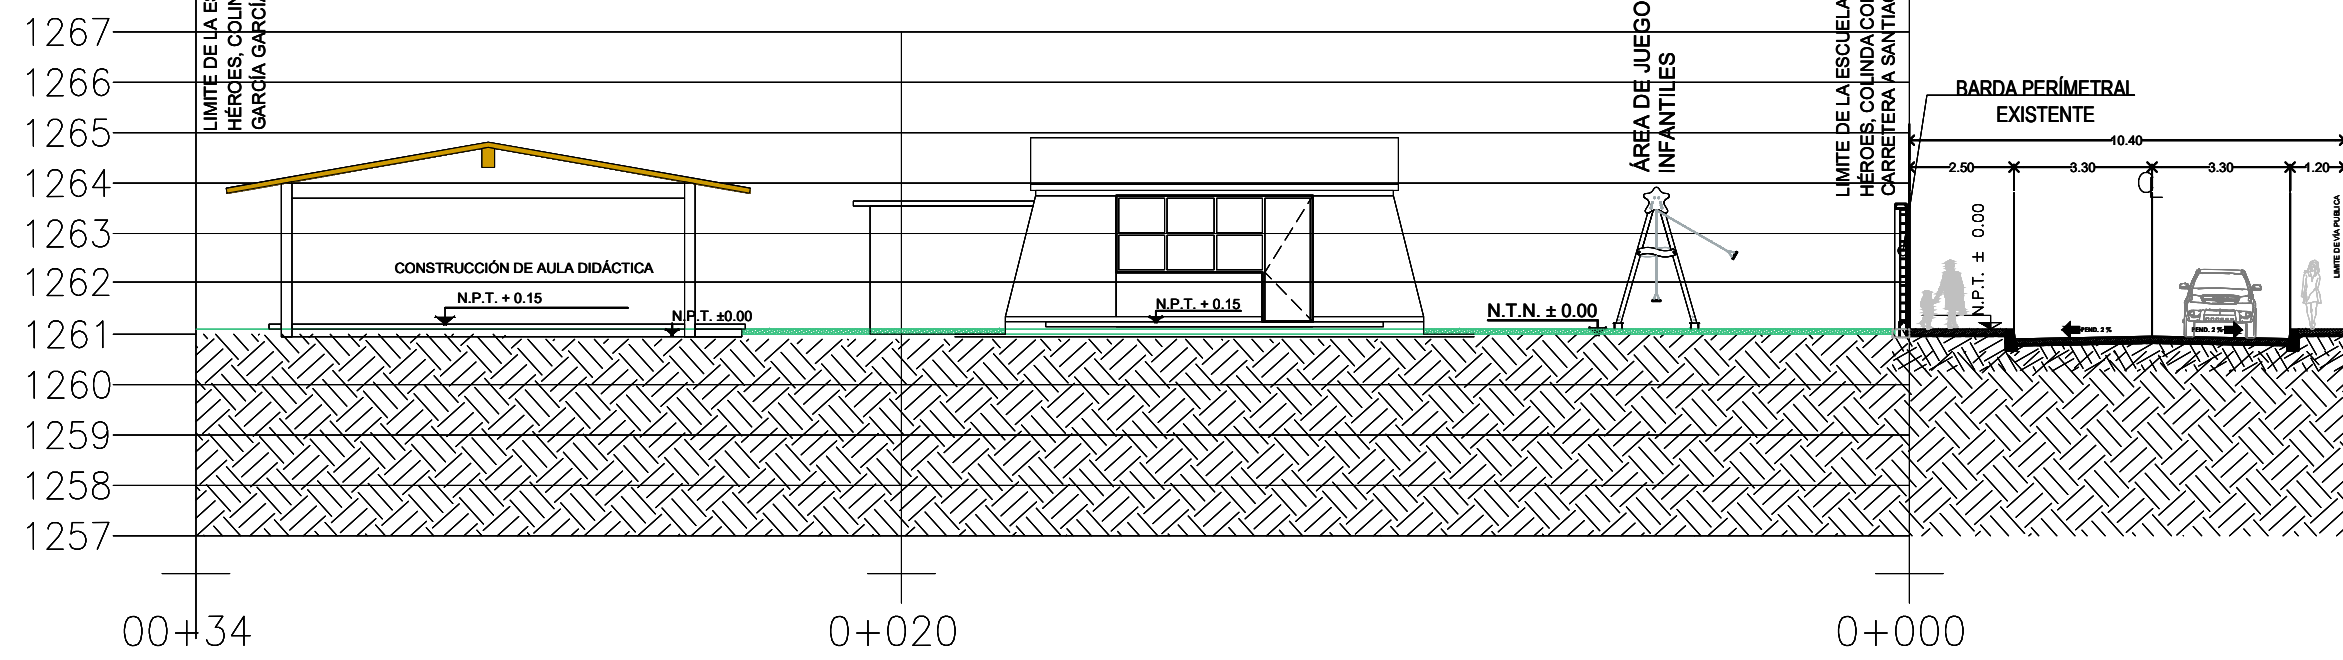 1267
1266
1265
1264
1263
1262
1261
1260
1259
1258
1257
LIMITE DE LA ES
HÉROES, COLIN
GARCÍA GARCÍA
CONSTRUCCIÓN DE AULA DIDÁCTICA
N.P.T. + 0.15
N.P.T. ±0.00
N.P.T. + 0.15
N.T.N. ± 0.00
ÁREA DE JUEGO
INFANTILES
LIMITE DE LA ESCUELA
HÉROES, COLINDA CO
CARRETERA A SANTIA
BARDA PERÍMETRAL
EXISTENTE
10.40
2.50 3.30 3.30 1.20
N.P.T. ± 0.00
PEND. 2 % PEND. 2 %
LIMITE DE VÍA PUBLICA
00+34 0+020 0+000